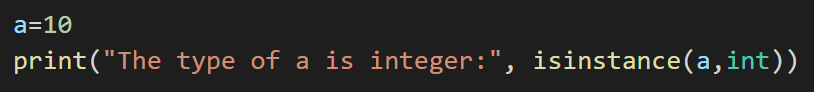 a=10
print("The type of a is integer:", isinstance(a,int))